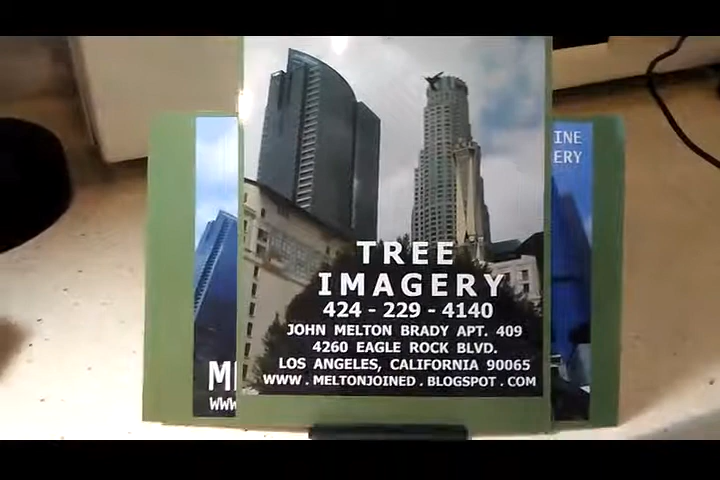 TREE
IMAGERY
424 - 229 - 4140
JOHN MELTON BRADY APT. 409
4260 EAGLE ROCK BLVD.
LOS ANGELES, CALIFORNIA 90065
WWW . MELTONJOINED . BLOGSPOT . COM
INE
ERY
M
WWW